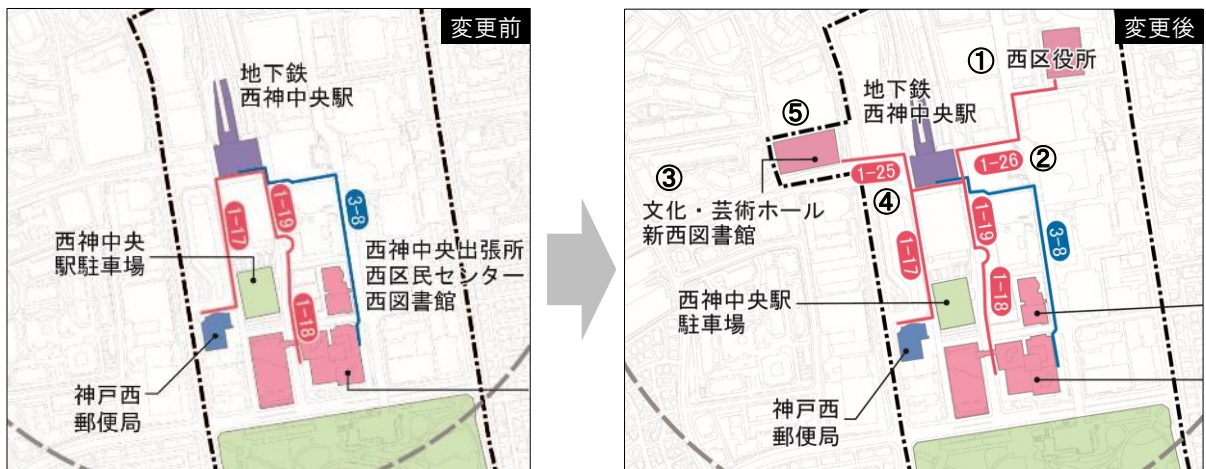 変更前
地下鉄
西神中央駅
1-17
1-19
3-8
西神中央
駅駐車場
西神中央出張所
西区民センター
西図書館
1-18
神戸西
郵便局
変更後
① 西区役所
地下鉄
西神中央駅
⑤
1-25
1-26
②
③
文化・芸術ホール
新西図書館
④
1-17
1-19
3-8
西神中央駅
駐車場
1-18
神戸西
郵便局